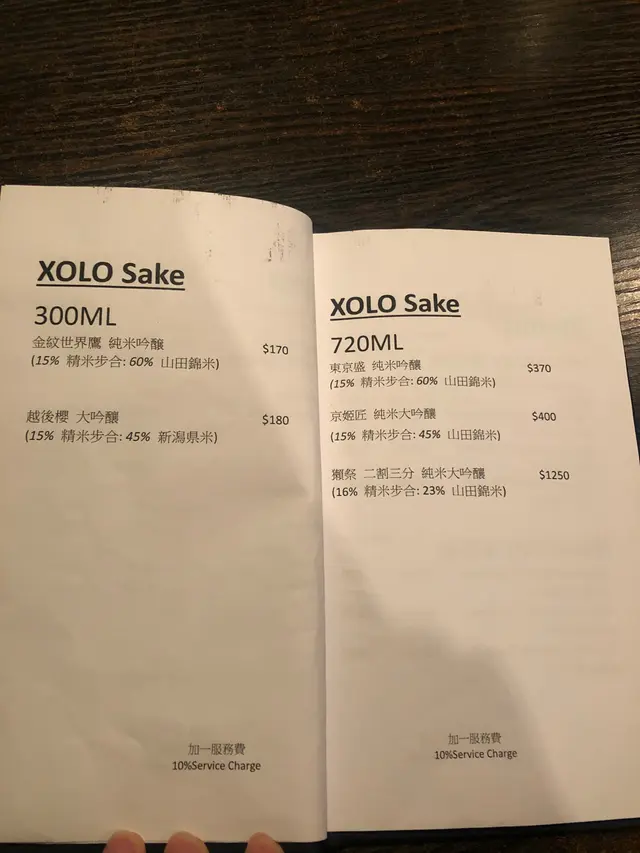 XOLO Sake
300ML
金紋世界鷹 純米吟釀 $170
(15% 精米步合: 60% 山田錦米)
越後櫻 大吟釀 $180
(15% 精米步合: 45% 新潟県米)
加一服務費
10%Service Charge
XOLO Sake
720ML
東京盛 純米吟釀 $370
(15% 精米步合: 60% 山田錦米)
京姬匠 純米大吟釀 $400
(15% 精米步合: 45% 山田錦米)
獺祭 二割三分 純米大吟釀 $1250
(16% 精米步合: 23% 山田錦米)
加一服務費
10%Service Charge